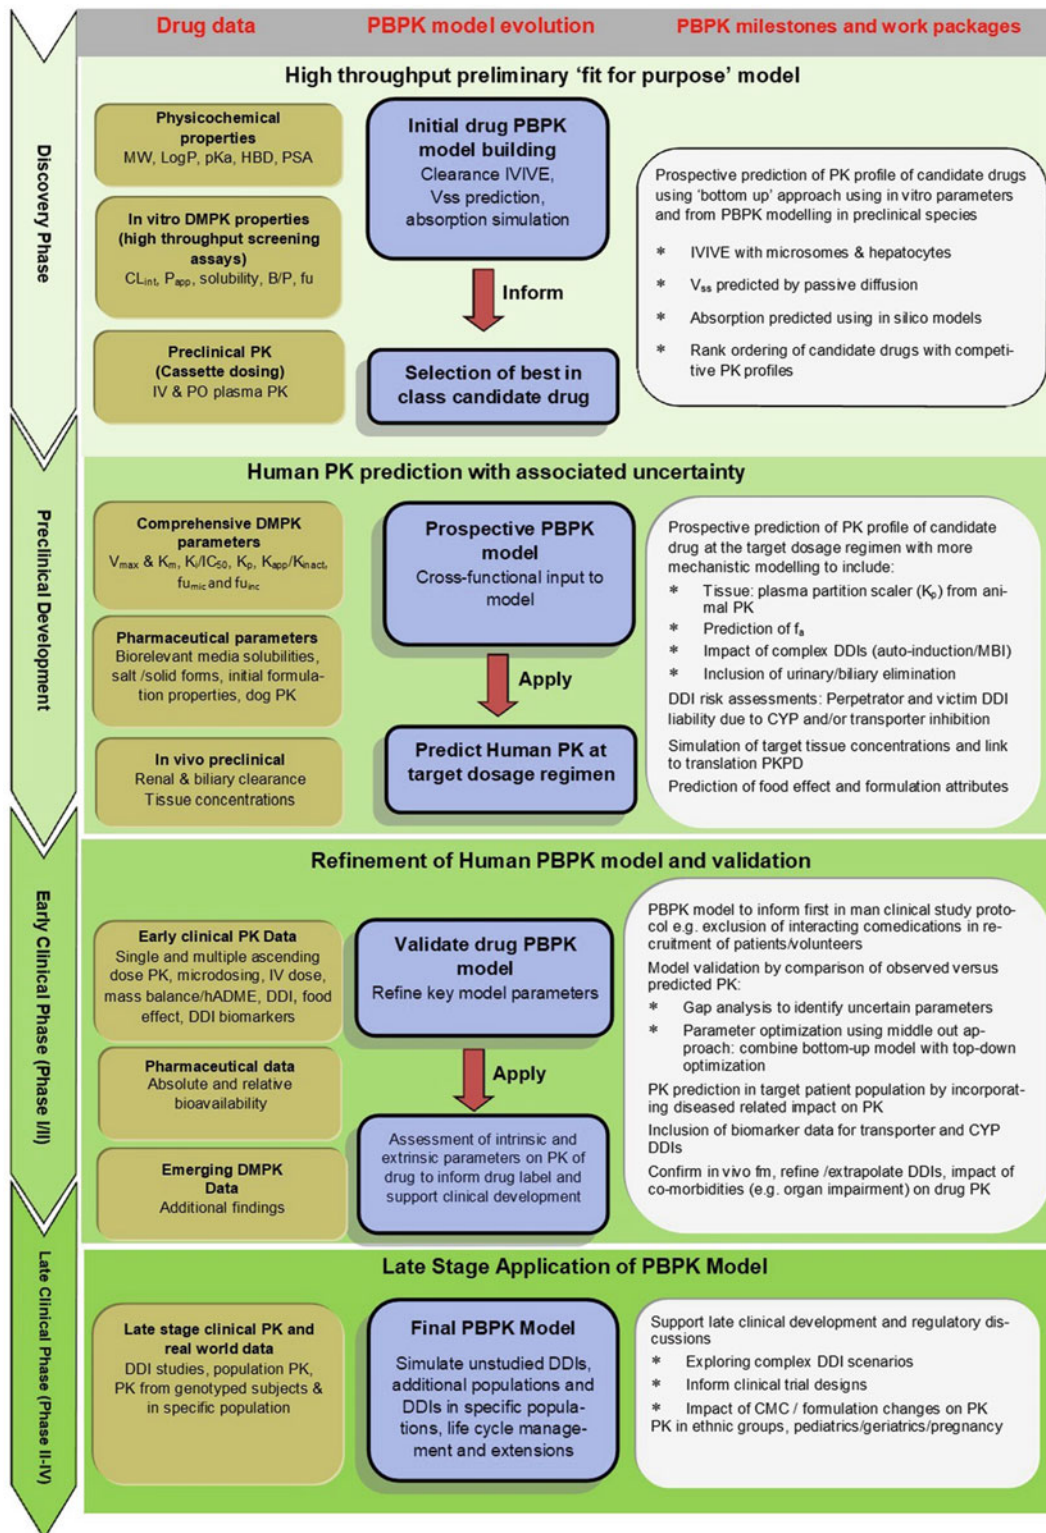 Drug data
PBPK model evolution
PBPK milestones and work packages
Discovery Phase
High throughput preliminary ‘fit for purpose’ model
Physicochemical
properties
MW, LogP, pKa, HBD, PSA
In vitro DMPK properties
(high throughput screening
assays)
CLint, Papp, solubility, B/P, fu
Preclinical PK
(Cassette dosing)
IV & PO plasma PK
Initial drug PBPK
model building
Clearance IVIVE,
Vss prediction,
absorption simulation
Inform
Selection of best in
class candidate drug
Prospective prediction of PK profile of candidate drugs
using ‘bottom up’ approach using in vitro parameters
and from PBPK modelling in preclinical species
* IVIVE with microsomes & hepatocytes
* Vss predicted by passive diffusion
* Absorption predicted using in silico models
* Rank ordering of candidate drugs with competi-
tive PK profiles
Preclinical Development
Human PK prediction with associated uncertainty
Comprehensive DMPK
parameters
Vmax & Km, Ki/IC50, Kp, Kapp/Kinact,
fumic and fuinc
Pharmaceutical parameters
Biorelevant media solubilities,
salt /solid forms, initial formulation
properties, dog PK
In vivo preclinical
Renal & biliary clearance
Tissue concentrations
Prospective PBPK
model
Cross-functional input to
model
Apply
Predict Human PK at
target dosage regimen
Prospective prediction of PK profile of candidate
drug at the target dosage regimen with more
mechanistic modelling to include:
* Tissue: plasma partition scaler (Kp) from ani-
mal PK
* Prediction of fa
* Impact of complex DDIs (auto-induction/MBI)
* Inclusion of urinary/biliary elimination
DDI risk assessments: Perpetrator and victim DDI
liability due to CYP and/or transporter inhibition
Simulation of target tissue concentrations and link
to translation PKPD
Prediction of food effect and formulation attributes
Early Clinical Phase (Phase I/II)
Refinement of Human PBPK model and validation
Early clinical PK Data
Single and multiple ascending
dose PK, microdosing, IV dose,
mass balance/hADME, DDI, food
effect, DDI biomarkers
Pharmaceutical data
Absolute and relative
bioavailability
Emerging DMPK
Data
Additional findings
Validate drug PBPK
model
Refine key model parameters
Apply
Assessment of intrinsic and
extrinsic parameters on PK of
drug to inform drug label and
support clinical development
PBPK model to inform first in man clinical study proto-
col e.g. exclusion of interacting comedications in re-
cruitment of patients/volunteers
Model validation by comparison of observed versus
predicted PK:
* Gap analysis to identify uncertain parameters
* Parameter optimization using middle out ap-
proach: combine bottom-up model with top-down
optimization
PK prediction in target patient population by incorporat-
ing diseased related impact on PK
Inclusion of biomarker data for transporter and CYP
DDIs
Confirm in vivo fm, refine /extrapolate DDIs, impact of
co-morbidities (e.g. organ impairment) on drug PK
Late Clinical Phase (Phase II-IV)
Late Stage Application of PBPK Model
Late stage clinical PK and
real world data
DDI studies, population PK,
PK from genotyped subjects &
in specific population
Final PBPK Model
Simulate unstudied DDIs,
additional populations and
DDIs in specific popula-
tions, life cycle manage-
ment and extensions
Support late clinical development and regulatory dis-
cussions
* Exploring complex DDI scenarios
* Inform clinical trial designs
* Impact of CMC / formulation changes on PK
PK in ethnic groups, pediatrics/geriatrics/pregnancy